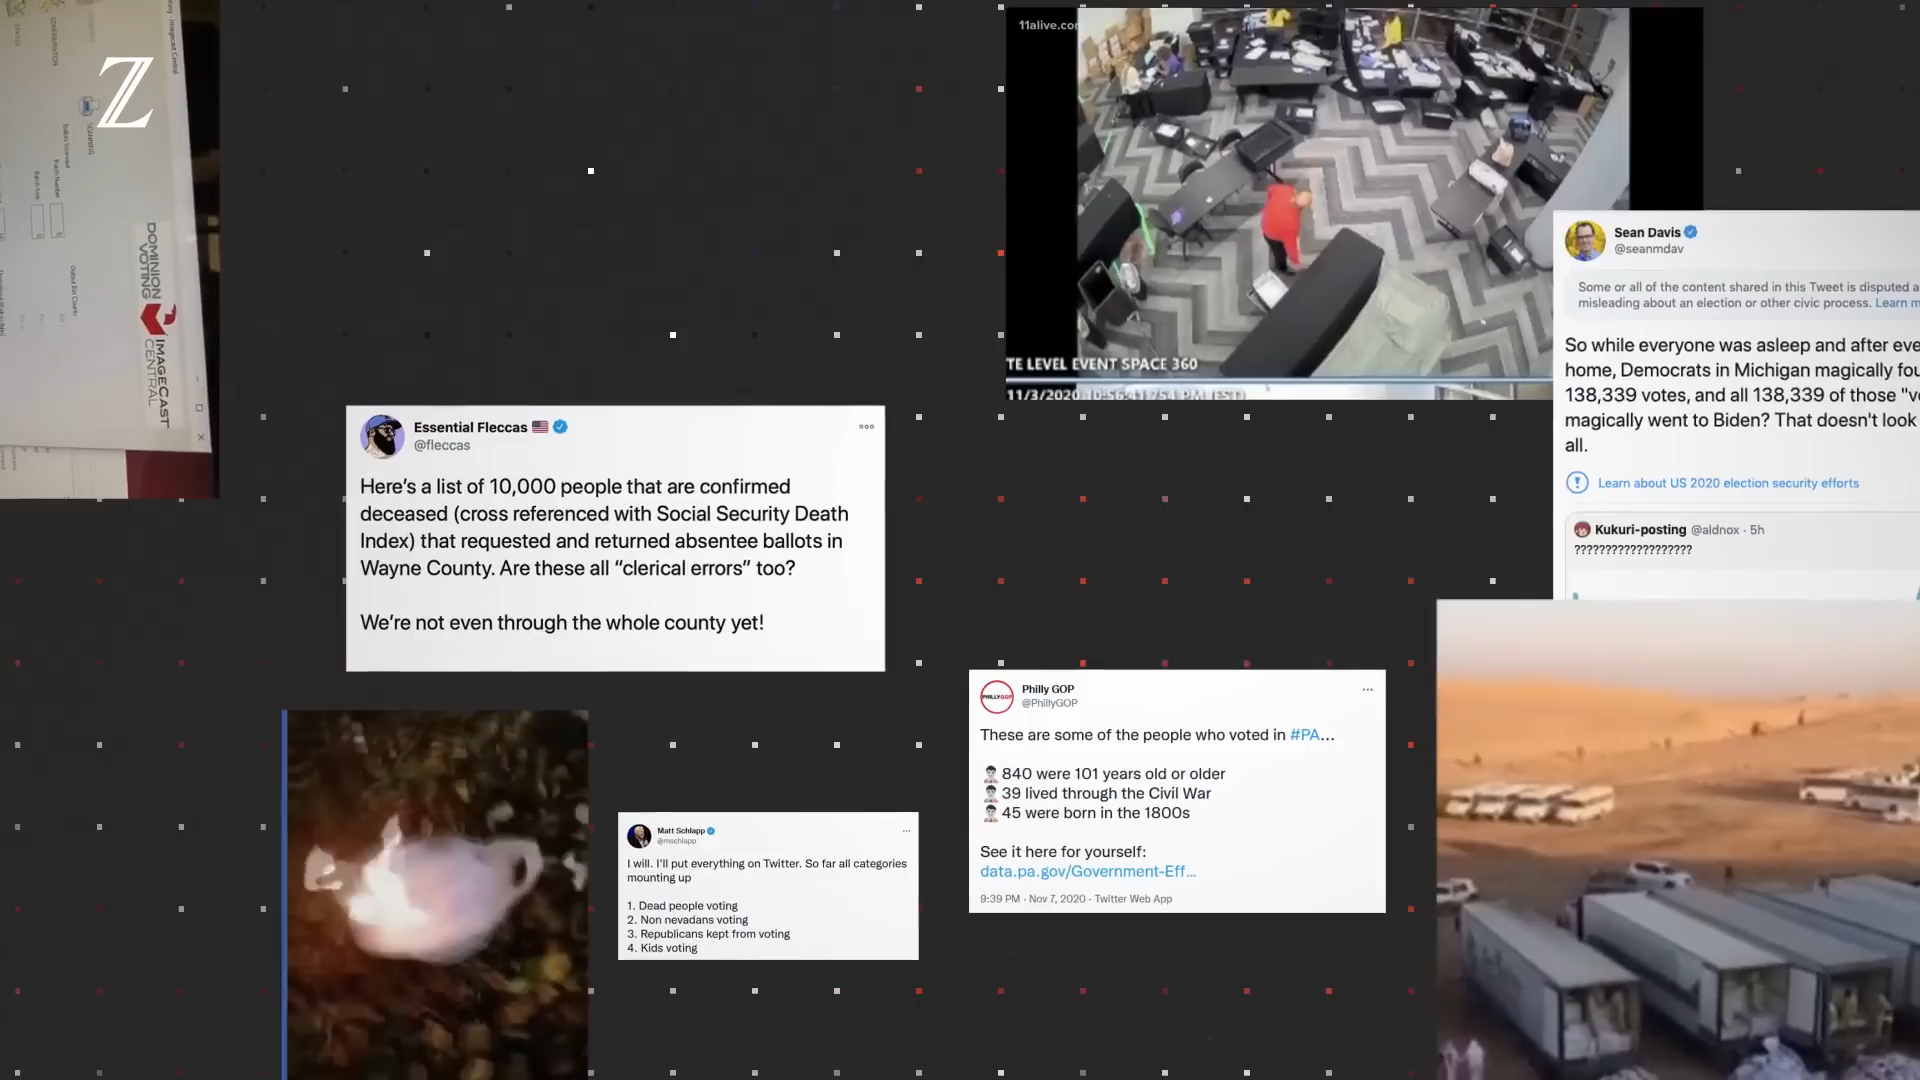 Z
SCANNING
Batch Number
DOMINION
VOTING
IMAGECAST
CENTRAL
11alive.com
TE LEVEL EVENT SPACE 360
11/3/2020
Sean Davis
@seanmdav
Some or all of the content shared in this Tweet is disputed a
misleading about an election or other civic process. Learn m
So while everyone was asleep and after eve
home, Democrats in Michigan magically fou
138,339 votes, and all 138,339 of those "v
magically went to Biden? That doesn't look
all.
Learn about US 2020 election security efforts
Kukuri-posting @aldnox · 5h
???????????????????
Essential Fleccas
@fleccas
Here’s a list of 10,000 people that are confirmed
deceased (cross referenced with Social Security Death
Index) that requested and returned absentee ballots in
Wayne County. Are these all “clerical errors” too?
We’re not even through the whole county yet!
Philly GOP
@PhillyGOP
PHILLYGOP
These are some of the people who voted in #PA...
840 were 101 years old or older
39 lived through the Civil War
45 were born in the 1800s
See it here for yourself:
data.pa.gov/Government-Eff...
9:39 PM · Nov 7, 2020 · Twitter Web App
Matt Schlapp
@mschlapp
I will. I'll put everything on Twitter. So far all categories
mounting up
1. Dead people voting
2. Non nevadans voting
3. Republicans kept from voting
4. Kids voting